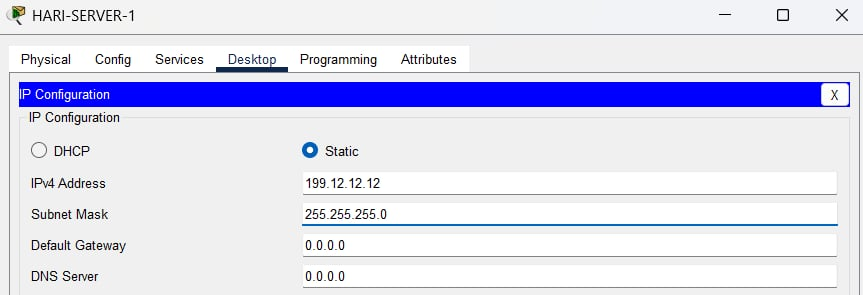 HARI-SERVER-1
Physical Config Services Desktop Programming Attributes
IP Configuration X
IP Configuration
DHCP Static
IPv4 Address 199.12.12.12
Subnet Mask 255.255.255.0
Default Gateway 0.0.0.0
DNS Server 0.0.0.0